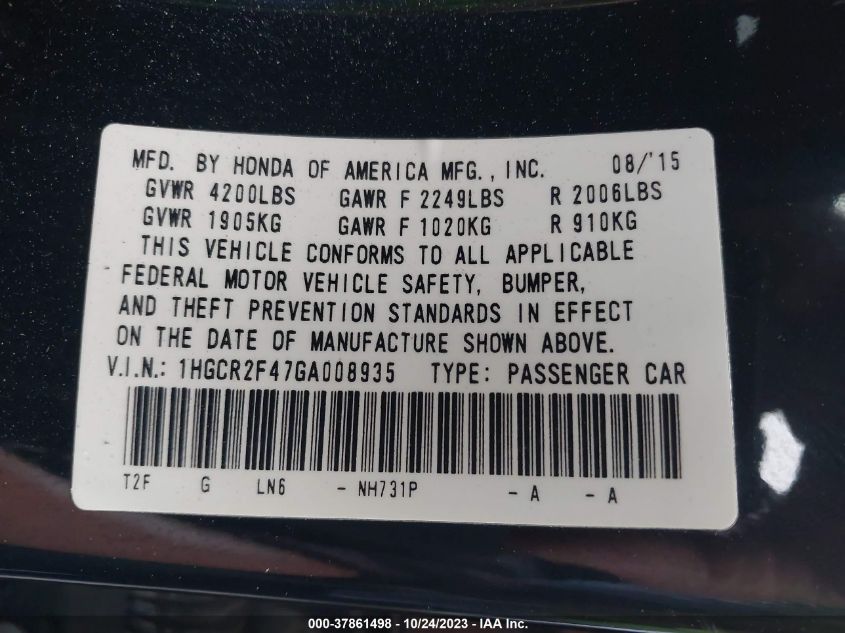 MFD. BY HONDA OF AMERICA MFG., INC. 08/'15
GVWR 4200LBS GAWR F 2249LBS R 2006LBS
GVWR 1905KG GAWR F 1020KG R 910KG
THIS VEHICLE CONFORMS TO ALL APPLICABLE
FEDERAL MOTOR VEHICLE SAFETY, BUMPER,
AND THEFT PREVENTION STANDARDS IN EFFECT
ON THE DATE OF MANUFACTURE SHOWN ABOVE.
V.I.N.: 1HGCR2F47GA008935 TYPE: PASSENGER CAR
T2F G LN6 - NH731P - A - A
000-37861498 - 10/24/2023 - IAA Inc.